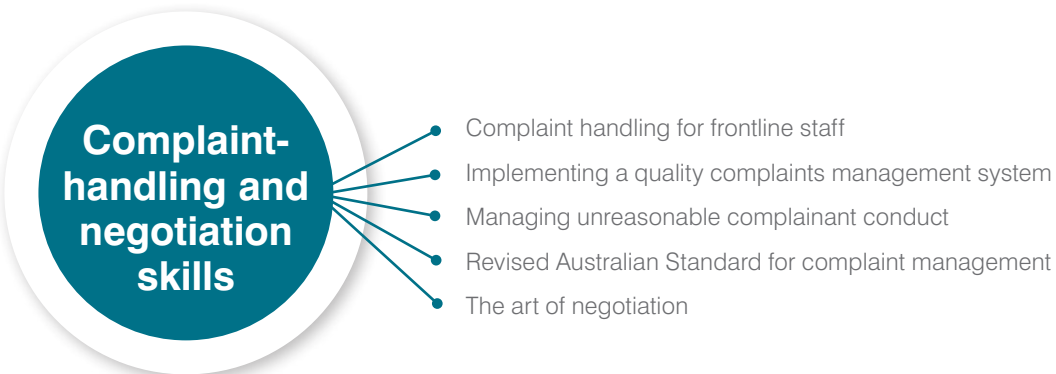 Complaint-
handling and
negotiation
skills
Complaint handling for frontline staff
Implementing a quality complaints management system
Managing unreasonable complainant conduct
Revised Australian Standard for complaint management
The art of negotiation